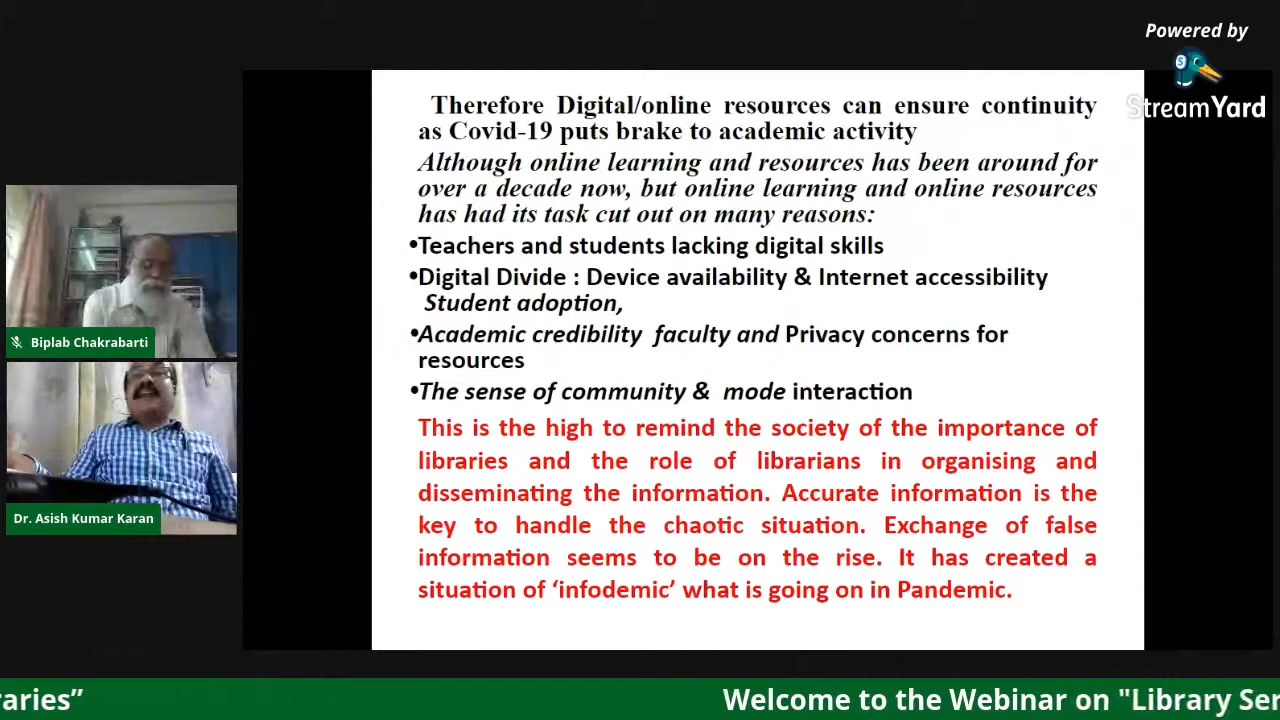 Powered by
StreamYard
Therefore Digital/online resources can ensure continuity
as Covid-19 puts brake to academic activity
Although online learning and resources has been around for
over a decade now, but online learning and online resources
has had its task cut out on many reasons:
•Teachers and students lacking digital skills
•Digital Divide : Device availability & Internet accessibility
Student adoption,
•Academic credibility faculty and Privacy concerns for
resources
•The sense of community & mode interaction
This is the high to remind the society of the importance of
libraries and the role of librarians in organising and
disseminating the information. Accurate information is the
key to handle the chaotic situation. Exchange of false
information seems to be on the rise. It has created a
situation of ‘infodemic’ what is going on in Pandemic.
Biplab Chakrabarti
Dr. Asish Kumar Karan
raries” Welcome to the Webinar on "Library Ser